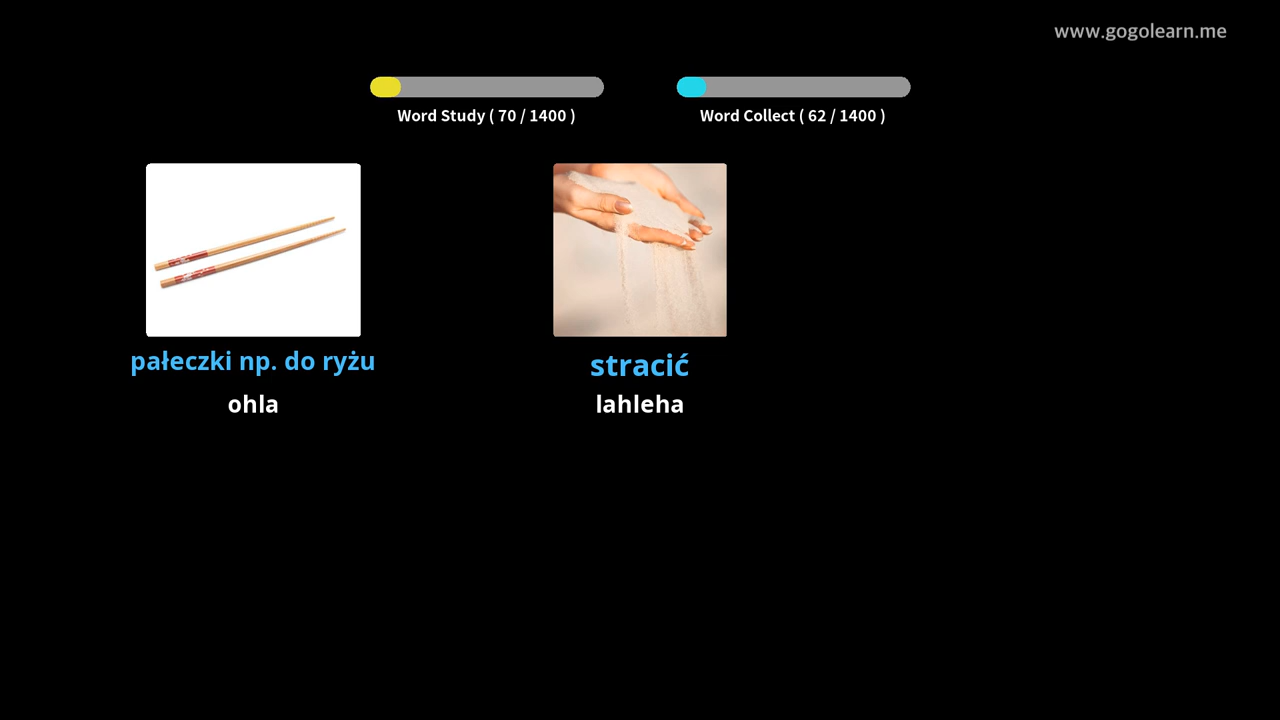 www.gogolearn.me
Word Study ( 70 / 1400 )
Word Collect ( 62 / 1400 )
pałeczki np. do ryżu
ohla
stracić
lahleha